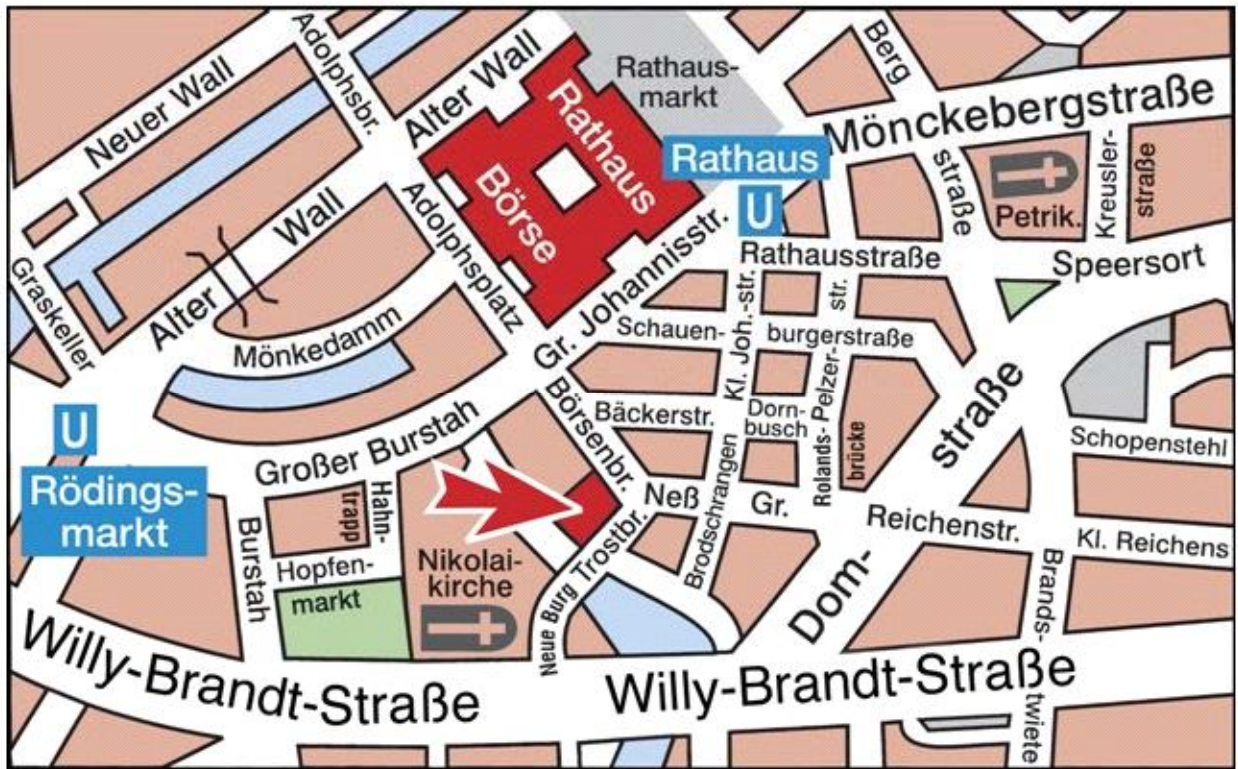 Adolphsbr.
Neuer Wall
Alter Wall
Rathaus-
markt
Berg
straße
Mönckebergstraße
Rathaus
Börse
Rathaus
U
Petrik.
Kreusler-
straße
Graskeller
Alter
Wall
Adolphsplatz
Gr. Johannisstr.
Rathausstraße
Speersort
Mönkedamm
Schauen-
burgerstraße
Kl. Joh.-str.
Rolands-
Pelzer-
str.
brücke
Börsenbr.
Bäckerstr.
Dorn-
busch
Dom-
straße
Schopenstehl
U
Rödings-
markt
Großer Burstah
Burstah
Hahn-
trapp
Hopfen-
markt
Nikolai-
kirche
Neß
Gr.
Reichenstr.
Kl. Reichens
Brodschrangen
Trostbr.
Neue Burg
Brands-
twiete
Willy-Brandt-Straße
Willy-Brandt-Straße